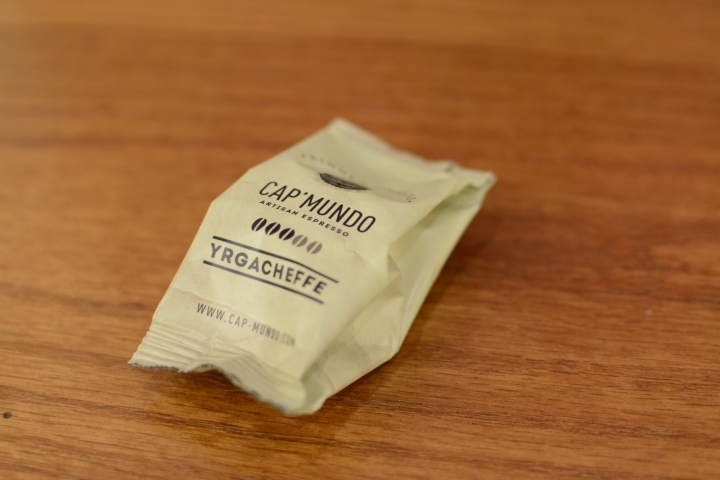 CAP'MUNDO
ARTISAN ESPRESSO
YRGACHEFFE
WWW.CAP-MUNDO.COM